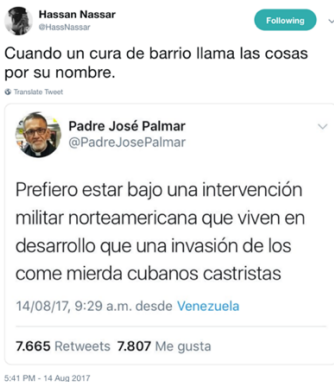 Hassan Nassar
@HassNassar
Following
Cuando un cura de barrio llama las cosas
por su nombre.
Translate Tweet
Padre José Palmar
@PadreJosePalmar
Prefiero estar bajo una intervención
militar norteamericana que viven en
desarrollo que una invasión de los
come mierda cubanos castristas
14/08/17, 9:29 a.m. desde Venezuela
7.665 Retweets 7.807 Me gusta
5:41 PM - 14 Aug 2017